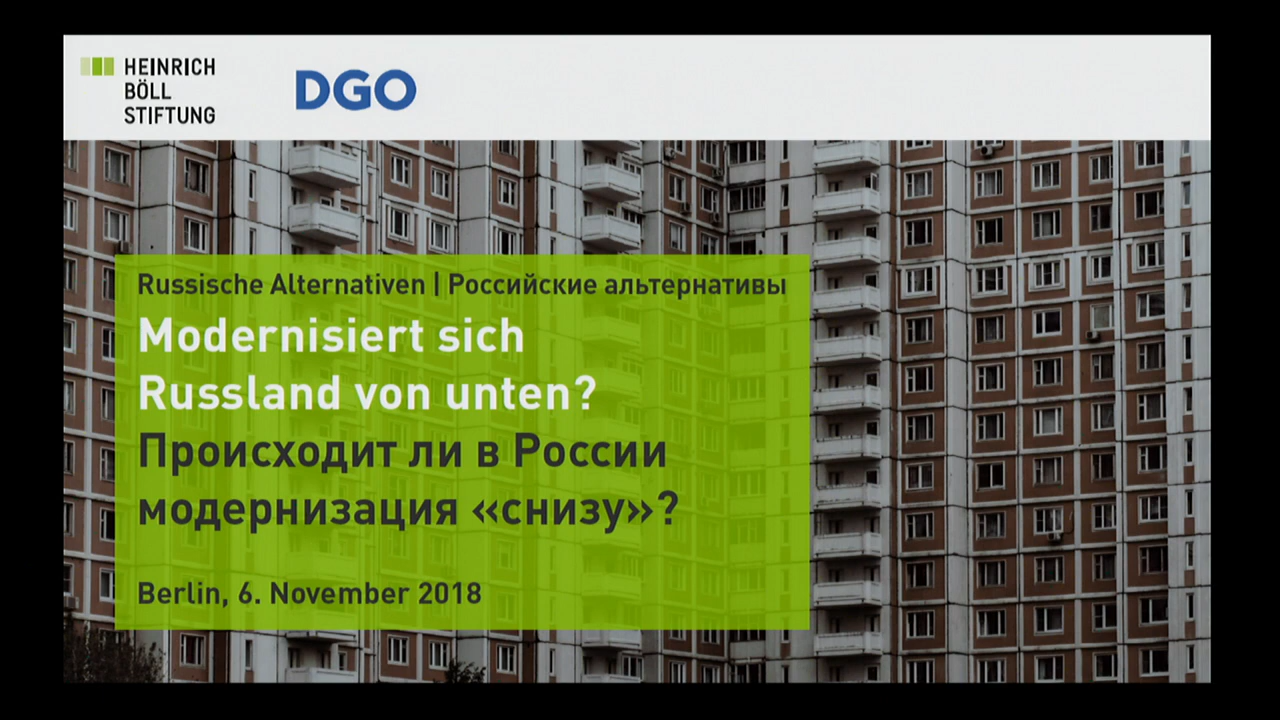 HEINRICH
BÖLL
STIFTUNG
DGO
Russische Alternativen | Российские альтернативы
Modernisiert sich
Russland von unten?
Происходит ли в России
модернизация «снизу»?
Berlin, 6. November 2018